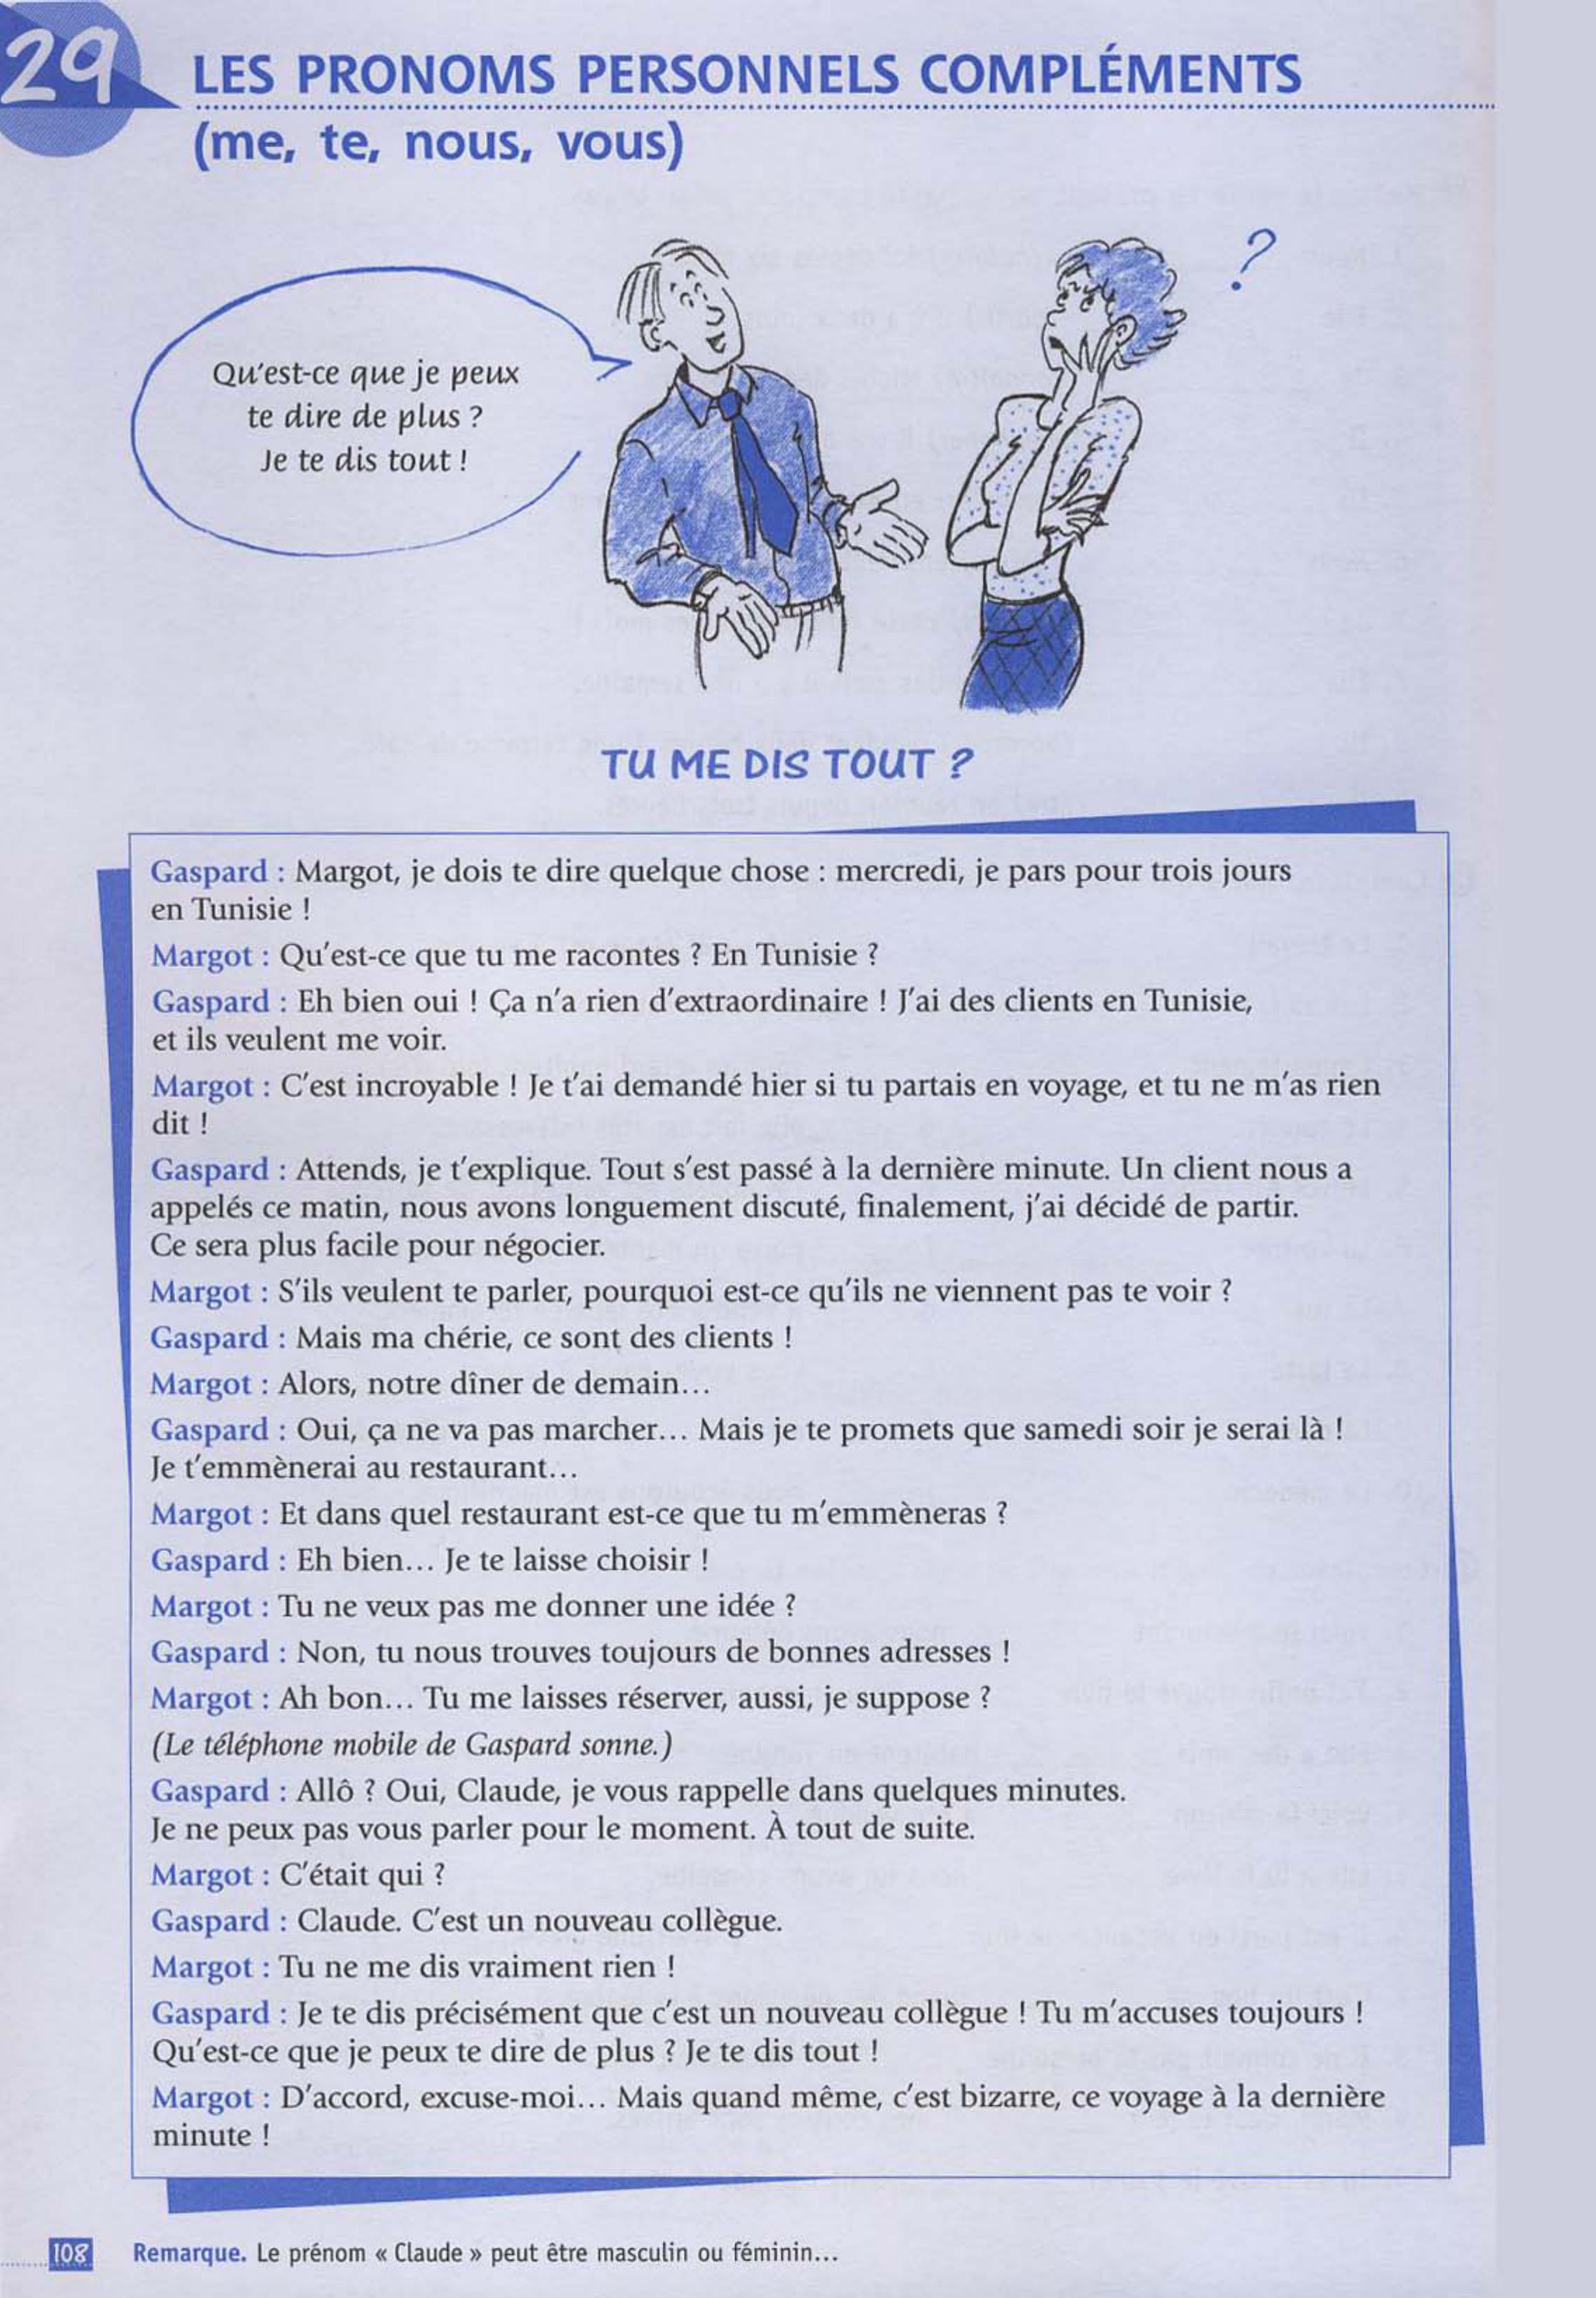 29
LES PRONOMS PERSONNELS COMPLÉMENTS
(me, te, nous, vous)
?
Qu'est-ce que je peux
te dire de plus ?
Je te dis tout !
TU ME DIS TOUT ?
Gaspard : Margot, je dois te dire quelque chose : mercredi, je pars pour trois jours
en Tunisie !
Margot : Qu'est-ce que tu me racontes ? En Tunisie ?
Gaspard : Eh bien oui ! Ça n'a rien d'extraordinaire ! J'ai des clients en Tunisie,
et ils veulent me voir.
Margot : C'est incroyable ! Je t'ai demandé hier si tu partais en voyage, et tu ne m'as rien
dit !
Gaspard : Attends, je t'explique. Tout s'est passé à la dernière minute. Un client nous a
appelés ce matin, nous avons longuement discuté, finalement, j'ai décidé de partir.
Ce sera plus facile pour négocier.
Margot : S'ils veulent te parler, pourquoi est-ce qu'ils ne viennent pas te voir ?
Gaspard : Mais ma chérie, ce sont des clients !
Margot : Alors, notre dîner de demain...
Gaspard : Oui, ça ne va pas marcher... Mais je te promets que samedi soir je serai là !
Je t'emmènerai au restaurant...
Margot : Et dans quel restaurant est-ce que tu m'emmèneras ?
Gaspard : Eh bien... Je te laisse choisir !
Margot : Tu ne veux pas me donner une idée ?
Gaspard : Non, tu nous trouves toujours de bonnes adresses !
Margot : Ah bon... Tu me laisses réserver, aussi, je suppose ?
(Le téléphone mobile de Gaspard sonne.)
Gaspard : Allô ? Oui, Claude, je vous rappelle dans quelques minutes.
Je ne peux pas vous parler pour le moment. À tout de suite.
Margot : C'était qui ?
Gaspard : Claude. C'est un nouveau collègue.
Margot : Tu ne me dis vraiment rien !
Gaspard : Je te dis précisément que c'est un nouveau collègue ! Tu m'accuses toujours !
Qu'est-ce que je peux te dire de plus ? Je te dis tout !
Margot : D'accord, excuse-moi... Mais quand même, c'est bizarre, ce voyage à la dernière
minute !
108 Remarque. Le prénom « Claude » peut être masculin ou féminin...